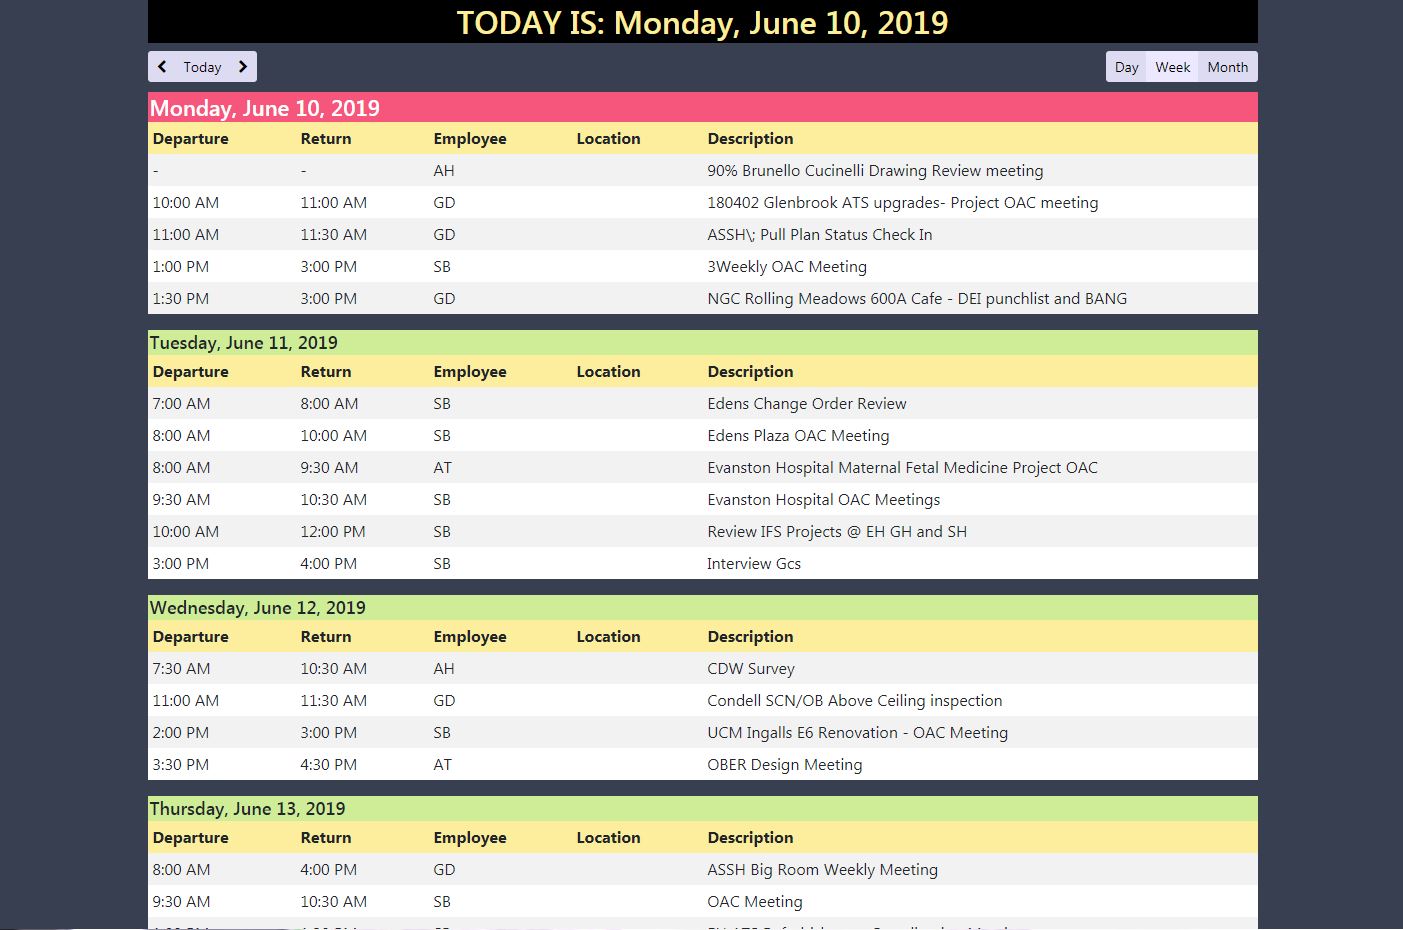 TODAY IS: Monday, June 10, 2019
Today
Day Week Month
Monday, June 10, 2019
Departure Return Employee Location Description
- - AH 90% Brunello Cucinelli Drawing Review meeting
10:00 AM 11:00 AM GD 180402 Glenbrook ATS upgrades- Project OAC meeting
11:00 AM 11:30 AM GD ASSH\; Pull Plan Status Check In
1:00 PM 3:00 PM SB 3Weekly OAC Meeting
1:30 PM 3:00 PM GD NGC Rolling Meadows 600A Cafe - DEI punchlist and BANG
Tuesday, June 11, 2019
Departure Return Employee Location Description
7:00 AM 8:00 AM SB Edens Change Order Review
8:00 AM 10:00 AM SB Edens Plaza OAC Meeting
8:00 AM 9:30 AM AT Evanston Hospital Maternal Fetal Medicine Project OAC
9:30 AM 10:30 AM SB Evanston Hospital OAC Meetings
10:00 AM 12:00 PM SB Review IFS Projects @ EH GH and SH
3:00 PM 4:00 PM SB Interview Gcs
Wednesday, June 12, 2019
Departure Return Employee Location Description
7:30 AM 10:30 AM AH CDW Survey
11:00 AM 11:30 AM GD Condell SCN/OB Above Ceiling inspection
2:00 PM 3:00 PM SB UCM Ingalls E6 Renovation - OAC Meeting
3:30 PM 4:30 PM AT OBER Design Meeting
Thursday, June 13, 2019
Departure Return Employee Location Description
8:00 AM 4:00 PM GD ASSH Big Room Weekly Meeting
9:30 AM 10:30 AM SB OAC Meeting